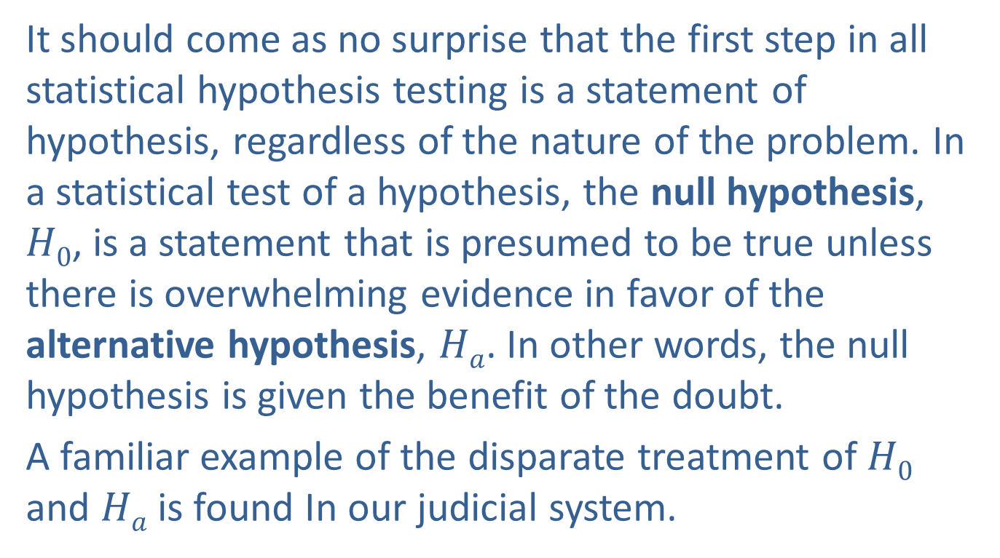 It should come as no surprise that the first step in all
statistical hypothesis testing is a statement of
hypothesis, regardless of the nature of the problem. In
a statistical test of a hypothesis, the null hypothesis,
H₀, is a statement that is presumed to be true unless
there is overwhelming evidence in favor of the
alternative hypothesis, Hₐ. In other words, the null
hypothesis is given the benefit of the doubt.
A familiar example of the disparate treatment of H₀
and Hₐ is found In our judicial system.